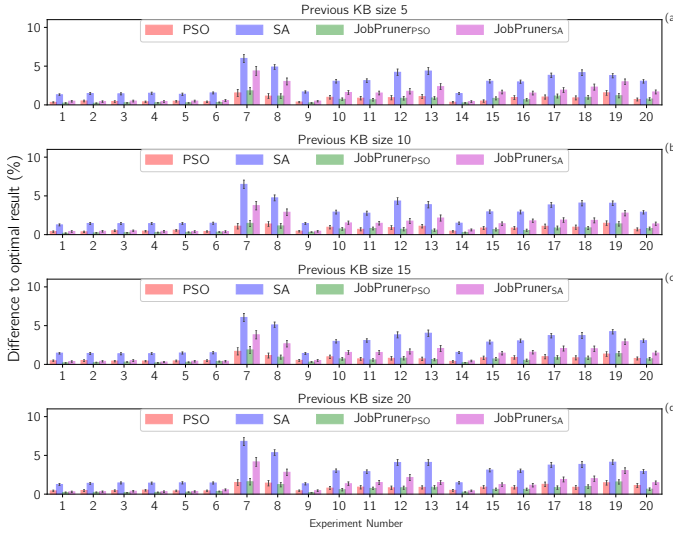 Previous KB size 5
(a
PSO SA JobPruner_PSO JobPruner_SA
10
5
0
1 2 3 4 5 6 7 8 9 10 11 12 13 14 15 16 17 18 19 20
Previous KB size 10
(b
PSO SA JobPruner_PSO JobPruner_SA
10
5
0
1 2 3 4 5 6 7 8 9 10 11 12 13 14 15 16 17 18 19 20
Difference to optimal result (%)
Previous KB size 15
PSO SA JobPruner_PSO JobPruner_SA
10
5
0
1 2 3 4 5 6 7 8 9 10 11 12 13 14 15 16 17 18 19 20
Previous KB size 20
PSO SA JobPruner_PSO JobPruner_SA
10
5
0
1 2 3 4 5 6 7 8 9 10 11 12 13 14 15 16 17 18 19 20
Experiment Number